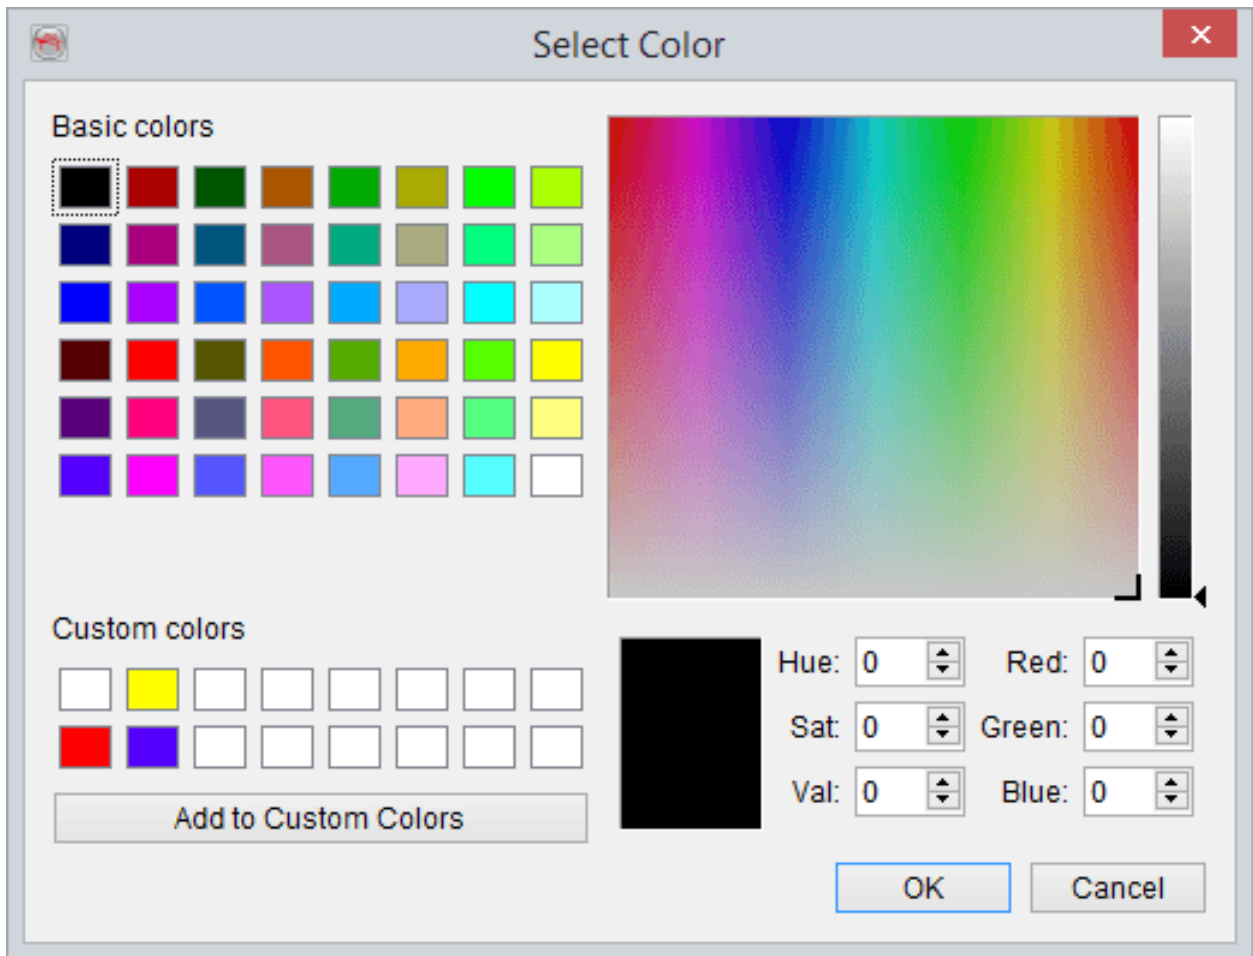 Select Color
Basic colors
Custom colors
Add to Custom Colors
Hue: 0 Red: 0
Sat: 0 Green: 0
Val: 0 Blue: 0
OK Cancel